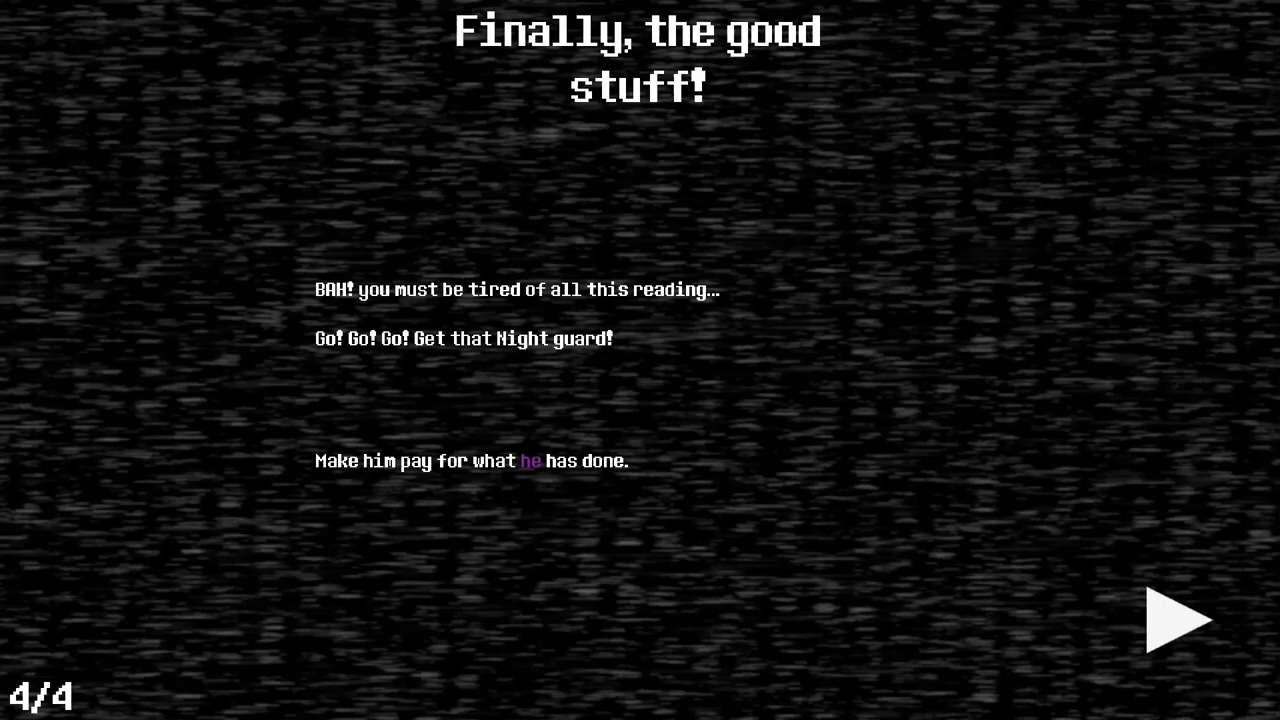 Finally, the good
stuff!
BAH! you must be tired of all this reading...
Go! Go! Go! Get that Night guard!
Make him pay for what he has done.
4/4